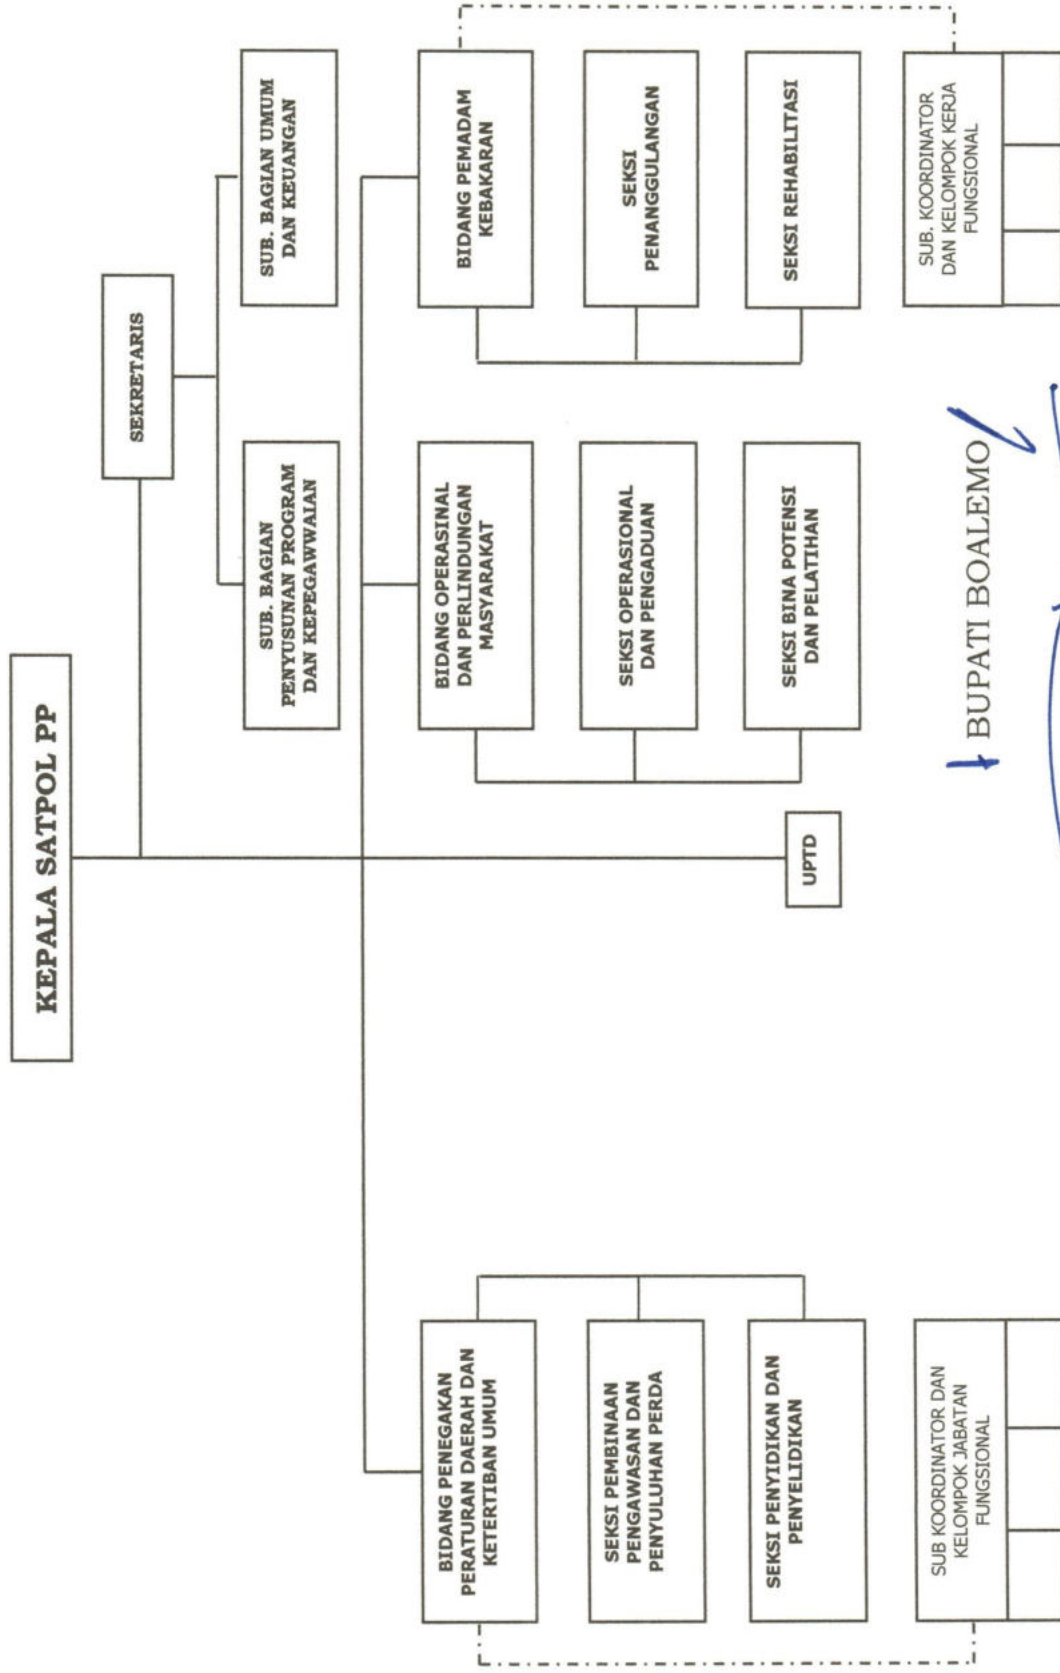 KEPALA SATPOL PP
SEKRETARIS
SUB. BAGIAN
PENYUSUNAN PROGRAM
DAN KEPEGAWWAIAN
SUB. BAGIAN UMUM
DAN KEUANGAN
BIDANG PENEGAKAN
PERATURAN DAERAH DAN
KETERTIBAN UMUM
BIDANG OPERASINAL
DAN PERLINDUNGAN
MASYARAKAT
BIDANG PEMADAM
KEBAKARAN
SEKSI PEMBINAAN
PENGAWASAN DAN
PENYULUHAN PERDA
SEKSI OPERASIONAL
DAN PENGADUAN
SEKSI
PENANGGULANGAN
SEKSI PENYIDIKAN DAN
PENYELIDIKAN
UPTD
SEKSI BINA POTENSI
DAN PELATIHAN
SEKSI REHABILITASI
SUB KOORDINATOR DAN
KELOMPOK JABATAN
FUNGSIONAL
SUB. KOORDINATOR
DAN KELOMPOK KERJA
FUNGSIONAL
BUPATI BOALEMO